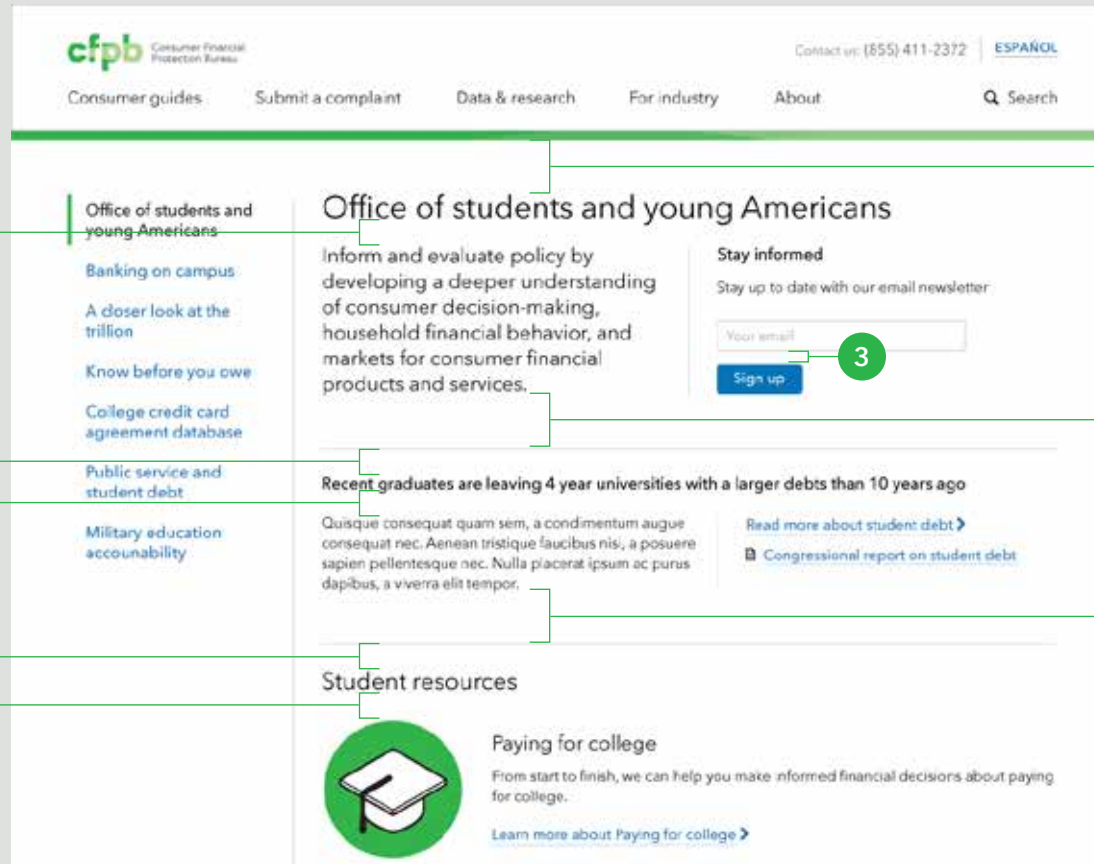 cfpb Consumer Financial
Protection Bureau
Contact us: (855) 411-2372 ESPAÑOL
Consumer guides Submit a complaint Data & research For industry About Search
Office of students and
young Americans
Banking on campus
A closer look at the
trillion
Know before you owe
College credit card
agreement database
Public service and
student debt
Military education
accounability
Office of students and young Americans
Inform and evaluate policy by
developing a deeper understanding
of consumer decision-making,
household financial behavior, and
markets for consumer financial
products and services.
Stay informed
Stay up to date with our email newsletter
Your email
3
Sign up
Recent graduates are leaving 4 year universities with a larger debts than 10 years ago
Quisque consequat quam sem, a condimentum augue
consequat nec. Aenean tristique faucibus nisi, a posuere
sapien pellentesque nec. Nulla placerat ipsum ac purus
dapibus, a viverra elit tempor.
Read more about student debt
Congressional report on student debt
Student resources
Paying for college
From start to finish, we can help you make informed financial decisions about paying
for college.
Learn more about Paying for college